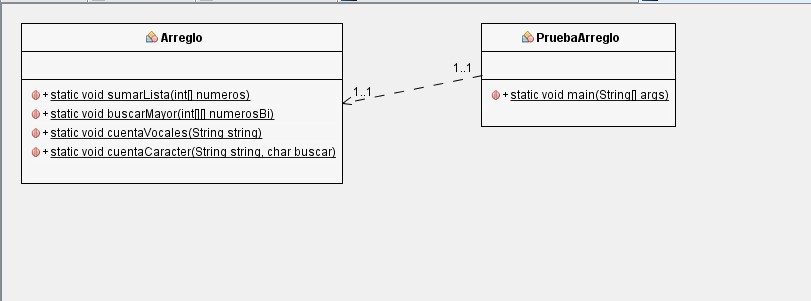 Arreglo
+ static void sumarLista(int[] numeros)
+ static void buscarMayor(int[][] numerosBi)
+ static void cuentaVocales(String string)
+ static void cuentaCaracter(String string, char buscar)
1..1
1..1
PruebaArreglo
+ static void main(String[] args)